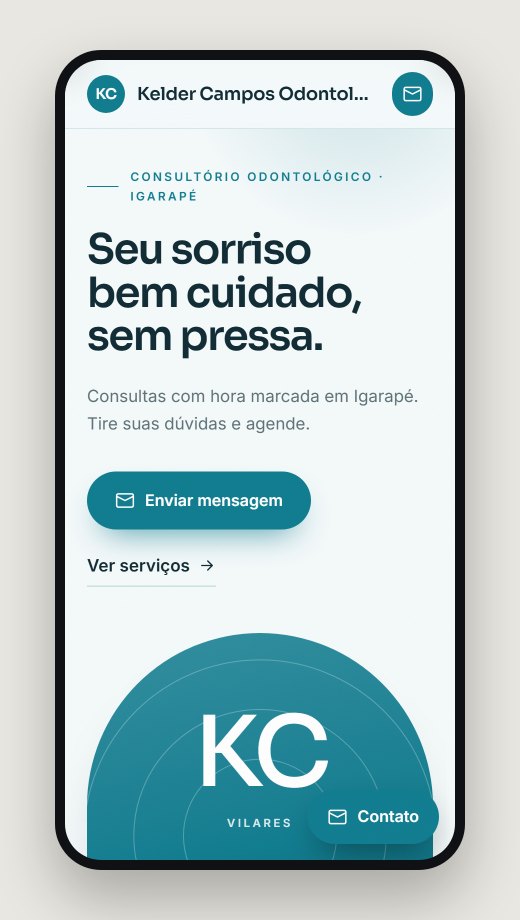 KC Kelder Campos Odontol...
CONSULTÓRIO ODONTOLÓGICO ·
IGARAPÉ
Seu sorriso
bem cuidado,
sem pressa.
Consultas com hora marcada em Igarapé.
Tire suas dúvidas e agende.
Enviar mensagem
Ver serviços →
KC
VILARES
Contato